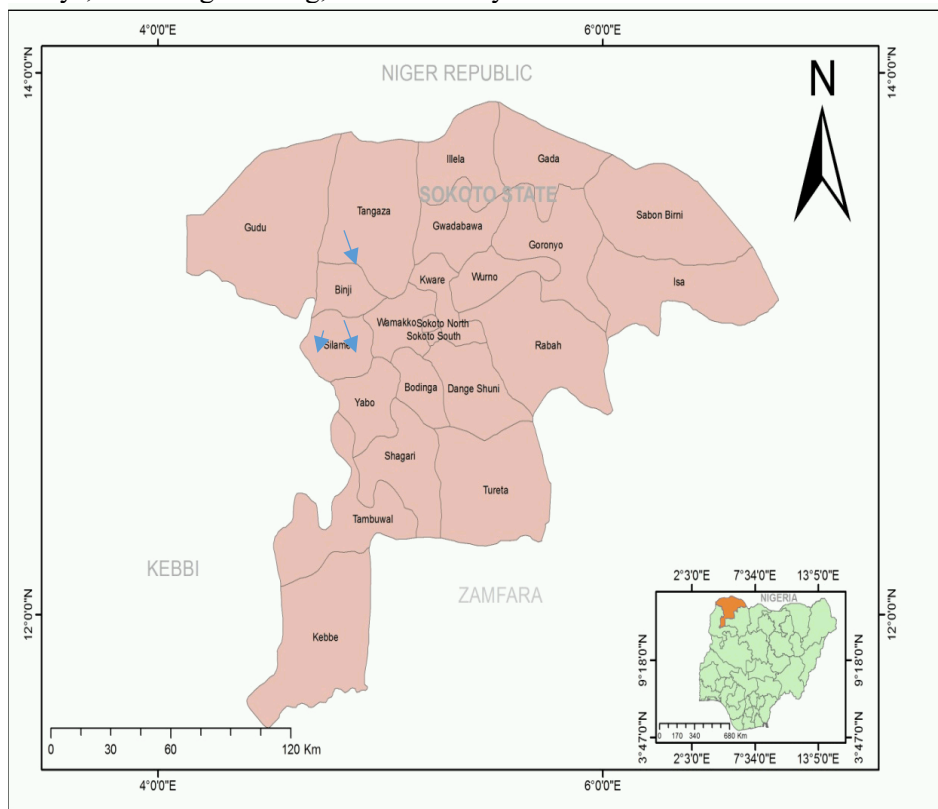 4°0'0"E 6°0'0"E
14°0'0"N 14°0'0"N
NIGER REPUBLIC
N
Illela Gada
SOKOTO STATE
Tangaza Sabon Birni
Gudu Gwadabawa
Goronyo
Kware Wurno Isa
Binji
Wamakko Sokoto North
Sokoto South
Silame Rabah
Bodinga Dange Shuni
Yabo
Shagari
Tureta
Tambuwal
KEBBI
ZAMFARA
2°3'0"E 7°34'0"E 13°5'0"E
NIGERIA
12°0'0"N 12°0'0"N
Kebbe
9°18'0"N 9°18'0"N
0 170 340 680 Km
3°47'0"N 3°47'0"N
0 30 60 120 Km
2°3'0"E 7°34'0"E 13°5'0"E
4°0'0"E 6°0'0"E